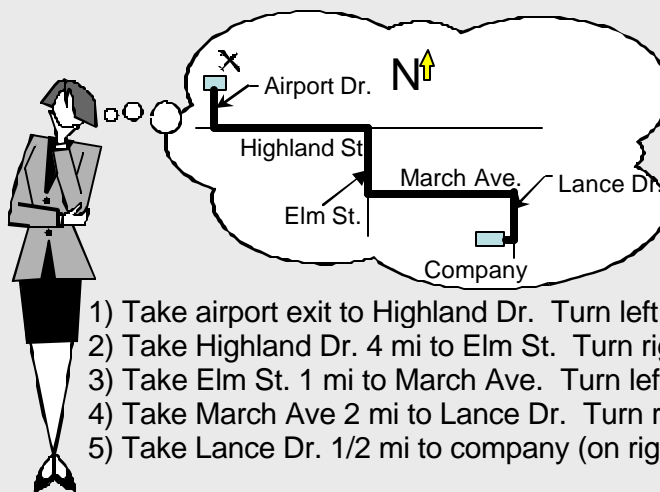 Airport Dr.
N
Highland St
March Ave.
Lance Dr.
Elm St.
Company
1) Take airport exit to Highland Dr. Turn left
2) Take Highland Dr. 4 mi to Elm St. Turn rig
3) Take Elm St. 1 mi to March Ave. Turn lef
4) Take March Ave 2 mi to Lance Dr. Turn r
5) Take Lance Dr. 1/2 mi to company (on rig